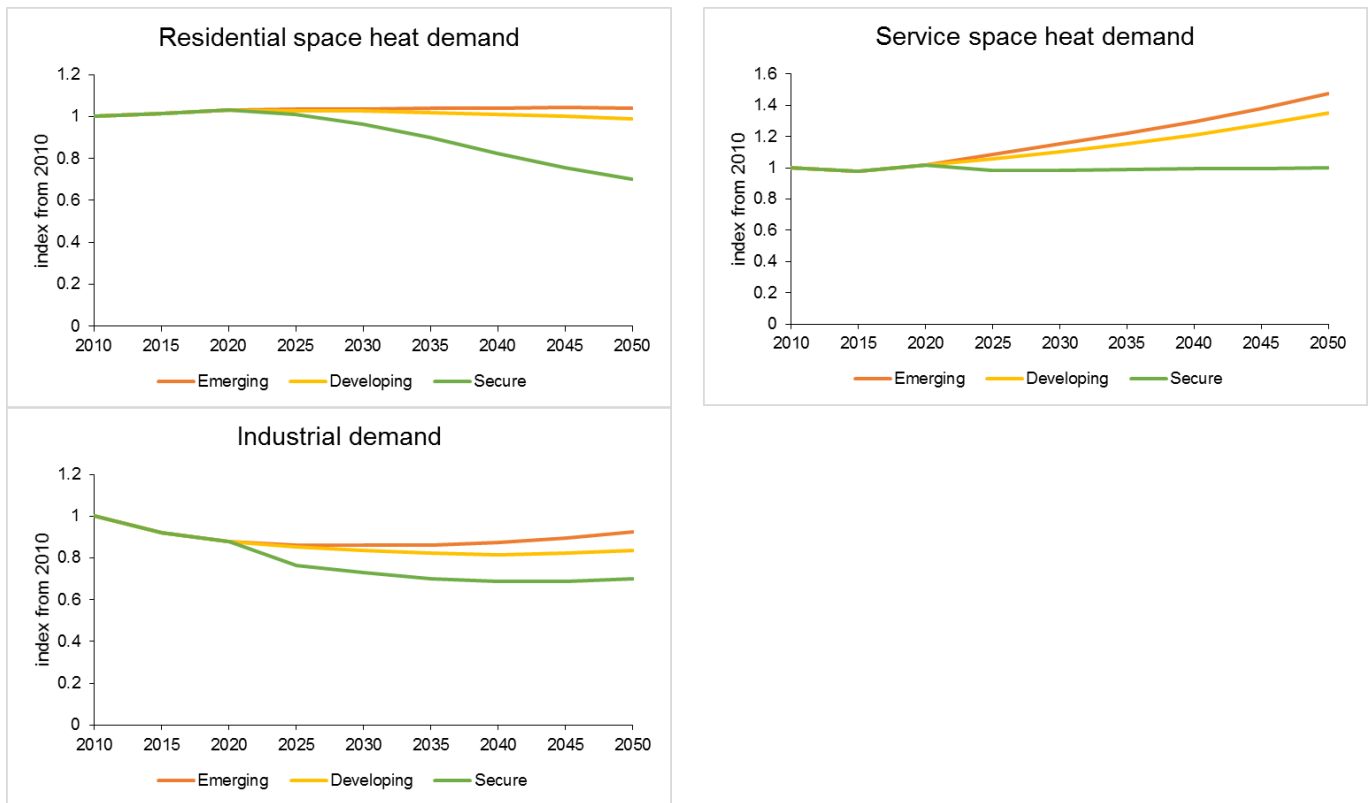 Residential space heat demand
index from 2010
1.2
1
0.8
0.6
0.4
0.2
0
2010 2015 2020 2025 2030 2035 2040 2045 2050
Emerging Developing Secure
Service space heat demand
index from 2010
1.6
1.4
1.2
1
0.8
0.6
0.4
0.2
0
2010 2015 2020 2025 2030 2035 2040 2045 2050
Emerging Developing Secure
Industrial demand
index from 2010
1.2
1
0.8
0.6
0.4
0.2
0
2010 2015 2020 2025 2030 2035 2040 2045 2050
Emerging Developing Secure